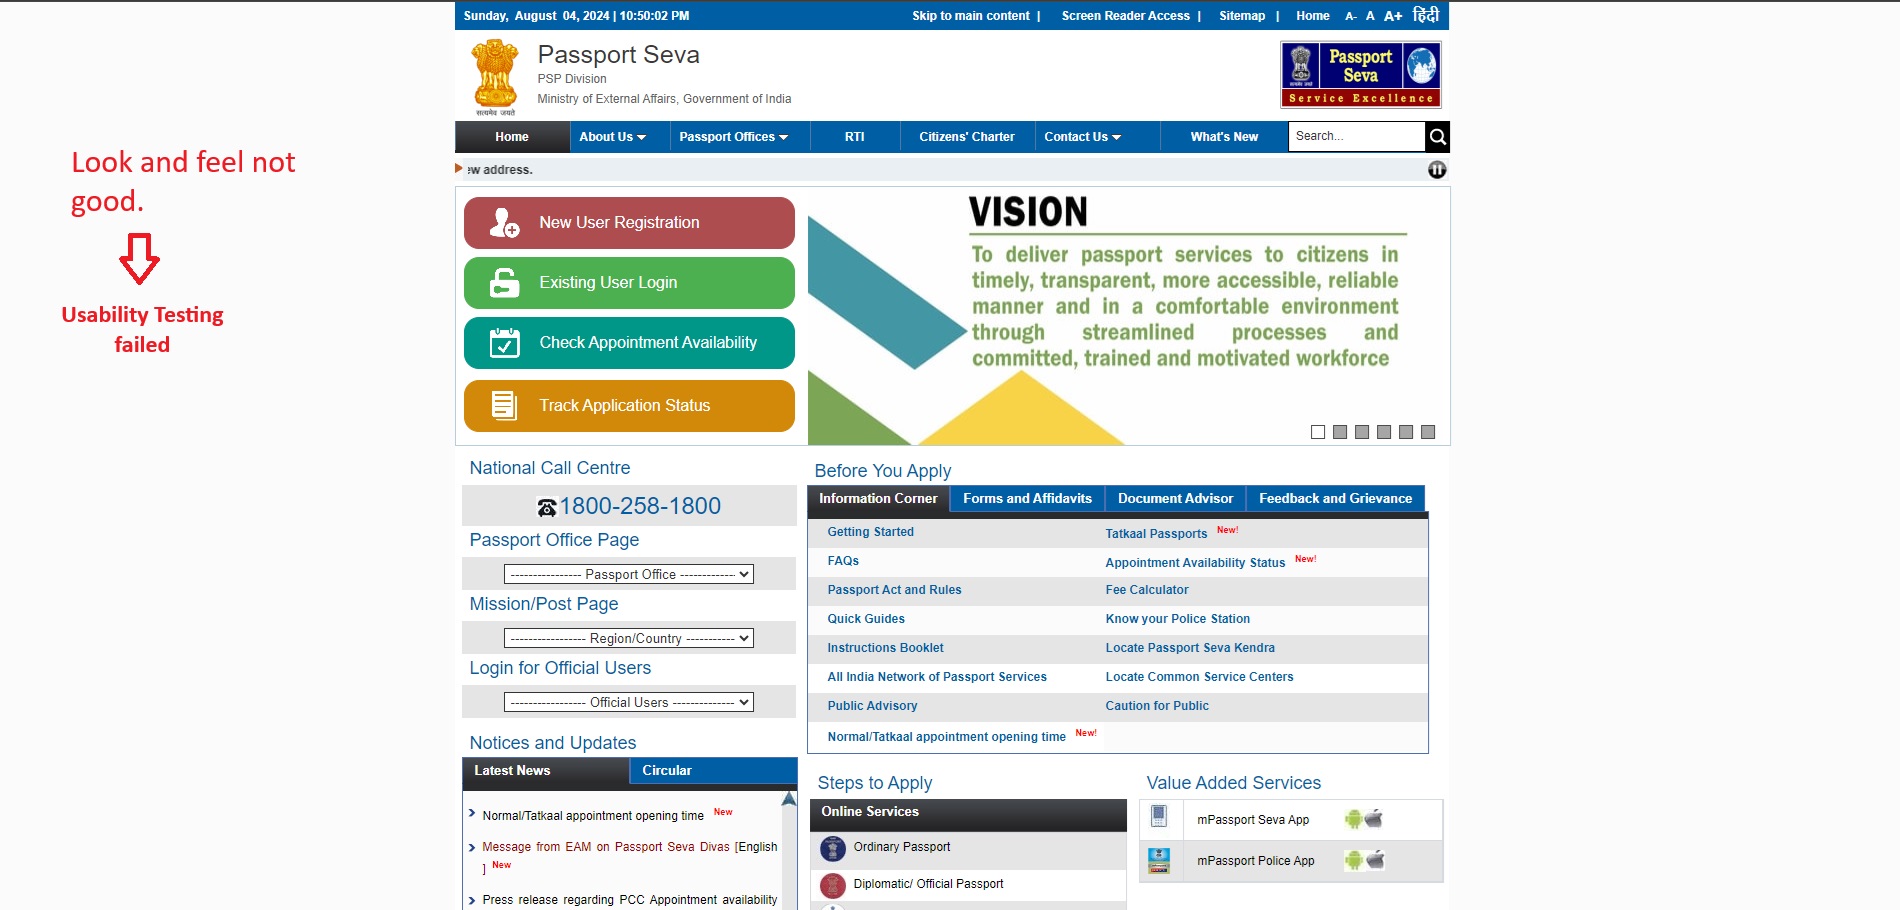 Sunday, August 04, 2024 | 10:50:02 PM
Skip to main content | Screen Reader Access | Sitemap | Home A- A A+ हिंदी
Passport Seva
PSP Division
Ministry of External Affairs, Government of India
सत्यमेव जयते
Passport
Seva
Service Excellence
Home About Us Passport Offices RTI Citizens' Charter Contact Us What's New Search...
ew address.
Look and feel not
good.
Usability Testing
failed
New User Registration
Existing User Login
Check Appointment Availability
Track Application Status
VISION
To deliver passport services to citizens in
timely, transparent, more accessible, reliable
manner and in a comfortable environment
through streamlined processes and
committed, trained and motivated workforce
National Call Centre
1800-258-1800
Passport Office Page
---------------- Passport Office -------------
Mission/Post Page
----------------- Region/Country -----------
Login for Official Users
----------------- Official Users --------------
Before You Apply
Information Corner Forms and Affidavits Document Advisor Feedback and Grievance
Getting Started Tatkaal Passports New!
FAQs Appointment Availability Status New!
Passport Act and Rules Fee Calculator
Quick Guides Know your Police Station
Instructions Booklet Locate Passport Seva Kendra
All India Network of Passport Services Locate Common Service Centers
Public Advisory Caution for Public
Normal/Tatkaal appointment opening time New!
Notices and Updates
Latest News Circular
Normal/Tatkaal appointment opening time New
Message from EAM on Passport Seva Divas [English
] New
Press release regarding PCC Appointment availability
Steps to Apply
Online Services
Ordinary Passport
Diplomatic/ Official Passport
Value Added Services
mPassport Seva App
mPassport Police App